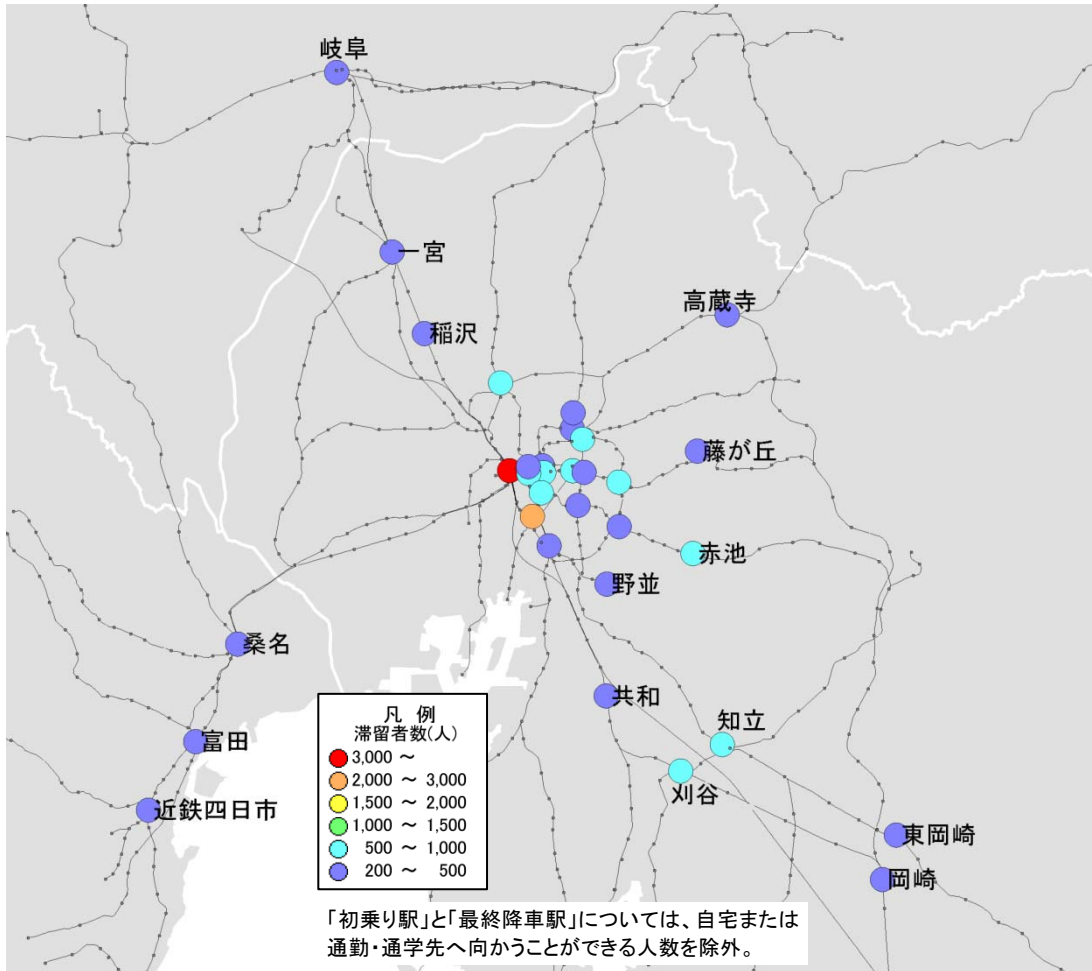 岐阜
一宮
高蔵寺
稲沢
藤が丘
赤池
野並
桑名
共和
知立
富田
刈谷
近鉄四日市
東岡崎
岡崎
凡 例
滞留者数(人)
3,000 ～
2,000 ～ 3,000
1,500 ～ 2,000
1,000 ～ 1,500
500 ～ 1,000
200 ～ 500
「初乗り駅」と「最終降車駅」については、自宅または
通勤・通学先へ向かうことができる人数を除外。